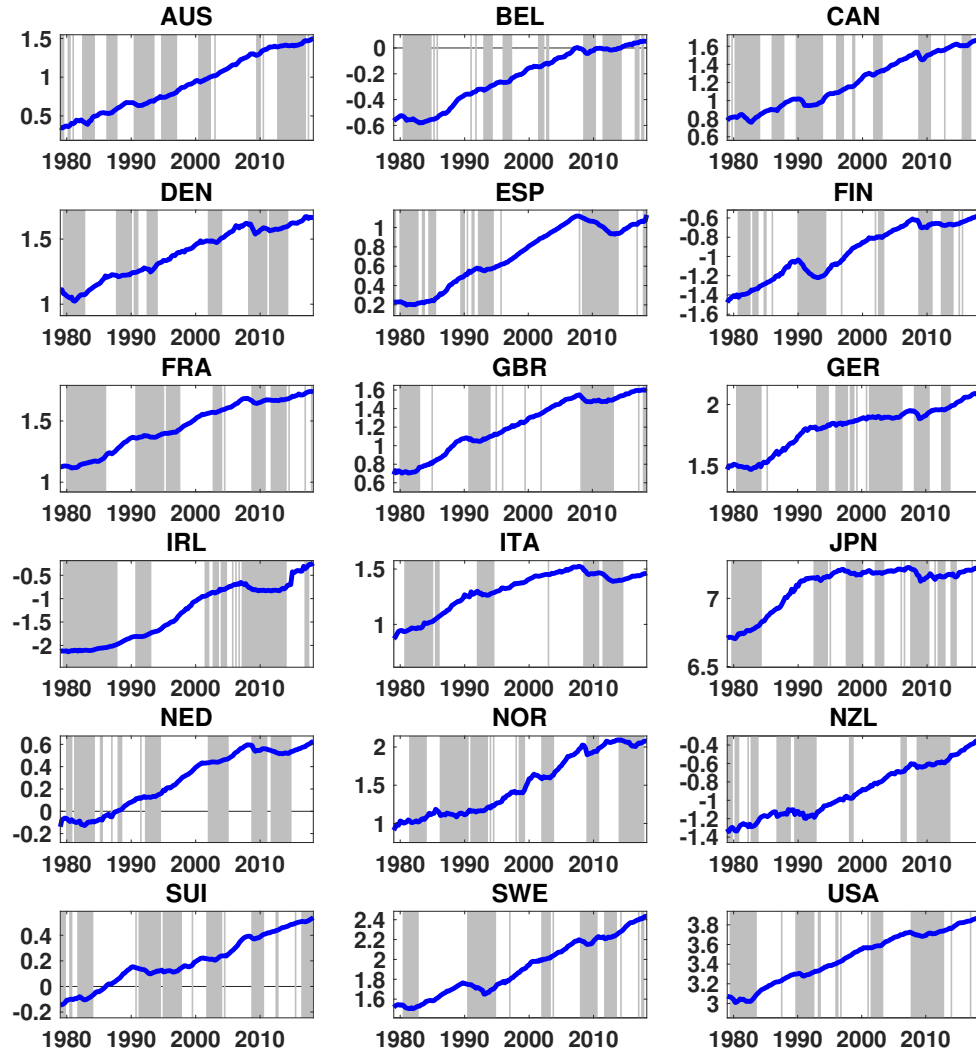 AUS BEL CAN
1.5 0 1.6
1 -0.2 1.4
0.5 -0.4 1.2
-0.6 1
0.8
0.6
1980 1990 2000 2010 1980 1990 2000 2010 1980 1990 2000 2010
DEN ESP FIN
1.5 1 -0.6
1 0.8 -0.8
0.6 -1
0.4 -1.2
0.2 -1.4
-1.6
1980 1990 2000 2010 1980 1990 2000 2010 1980 1990 2000 2010
FRA GBR GER
1.5 1.6 2
1 1.4 1.5
1.2
1
0.8
0.6
1980 1990 2000 2010 1980 1990 2000 2010 1980 1990 2000 2010
IRL ITA JPN
-0.5 1.5 7
-1 1 6.5
-1.5
-2
1980 1990 2000 2010 1980 1990 2000 2010 1980 1990 2000 2010
NED NOR NZL
0.6 2 -0.4
0.4 1.5 -0.6
0.2 1 -0.8
0 -1
-0.2 -1.2
-1.4
1980 1990 2000 2010 1980 1990 2000 2010 1980 1990 2000 2010
SUI SWE USA
0.4 2.4 3.8
0.2 2.2 3.6
0 2 3.4
-0.2 1.8 3.2
1.6 3
1980 1990 2000 2010 1980 1990 2000 2010 1980 1990 2000 2010